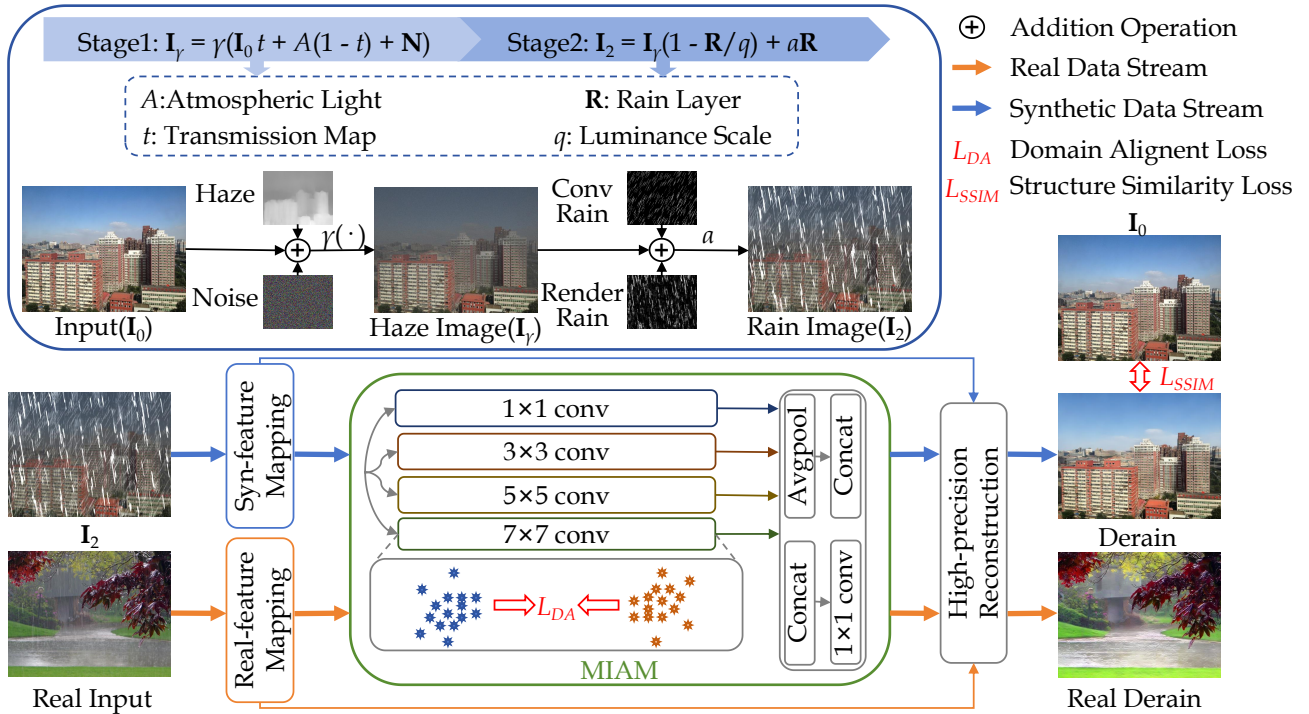 Stage1: I_γ = γ(I_0 t + A(1 - t) + N)
Stage2: I_2 = I_γ(1 - R/q) + aR
A:Atmospheric Light
R: Rain Layer
t: Transmission Map
q: Luminance Scale
Haze
Noise
γ(·)
Conv
Rain
Render
Rain
a
Input(I_0)
Haze Image(I_γ)
Rain Image(I_2)
Addition Operation
Real Data Stream
Synthetic Data Stream
L_DA Domain Alignent Loss
L_SSIM Structure Similarity Loss
I_0
L_SSIM
I_2
Syn-feature
Mapping
1×1 conv
3×3 conv
5×5 conv
7×7 conv
Avgpool
Concat
High-precision
Reconstruction
Derain
Real Input
Real-feature
Mapping
L_DA
Concat
1×1 conv
MIAM
Real Derain